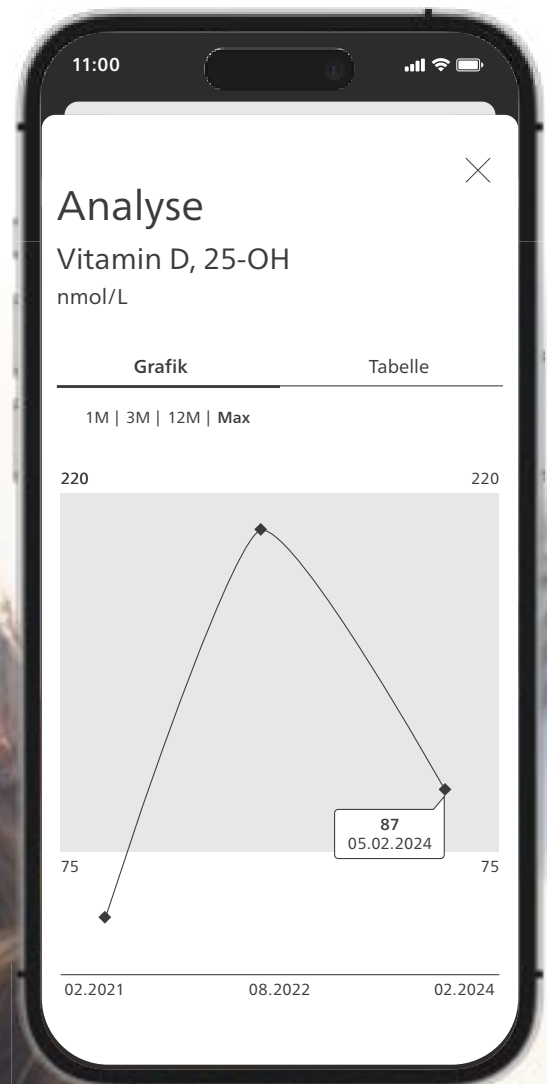 11:00
Analyse
Vitamin D, 25-OH
nmol/L
Grafik Tabelle
1M | 3M | 12M | Max
220 220
87
05.02.2024
75 75
02.2021 08.2022 02.2024